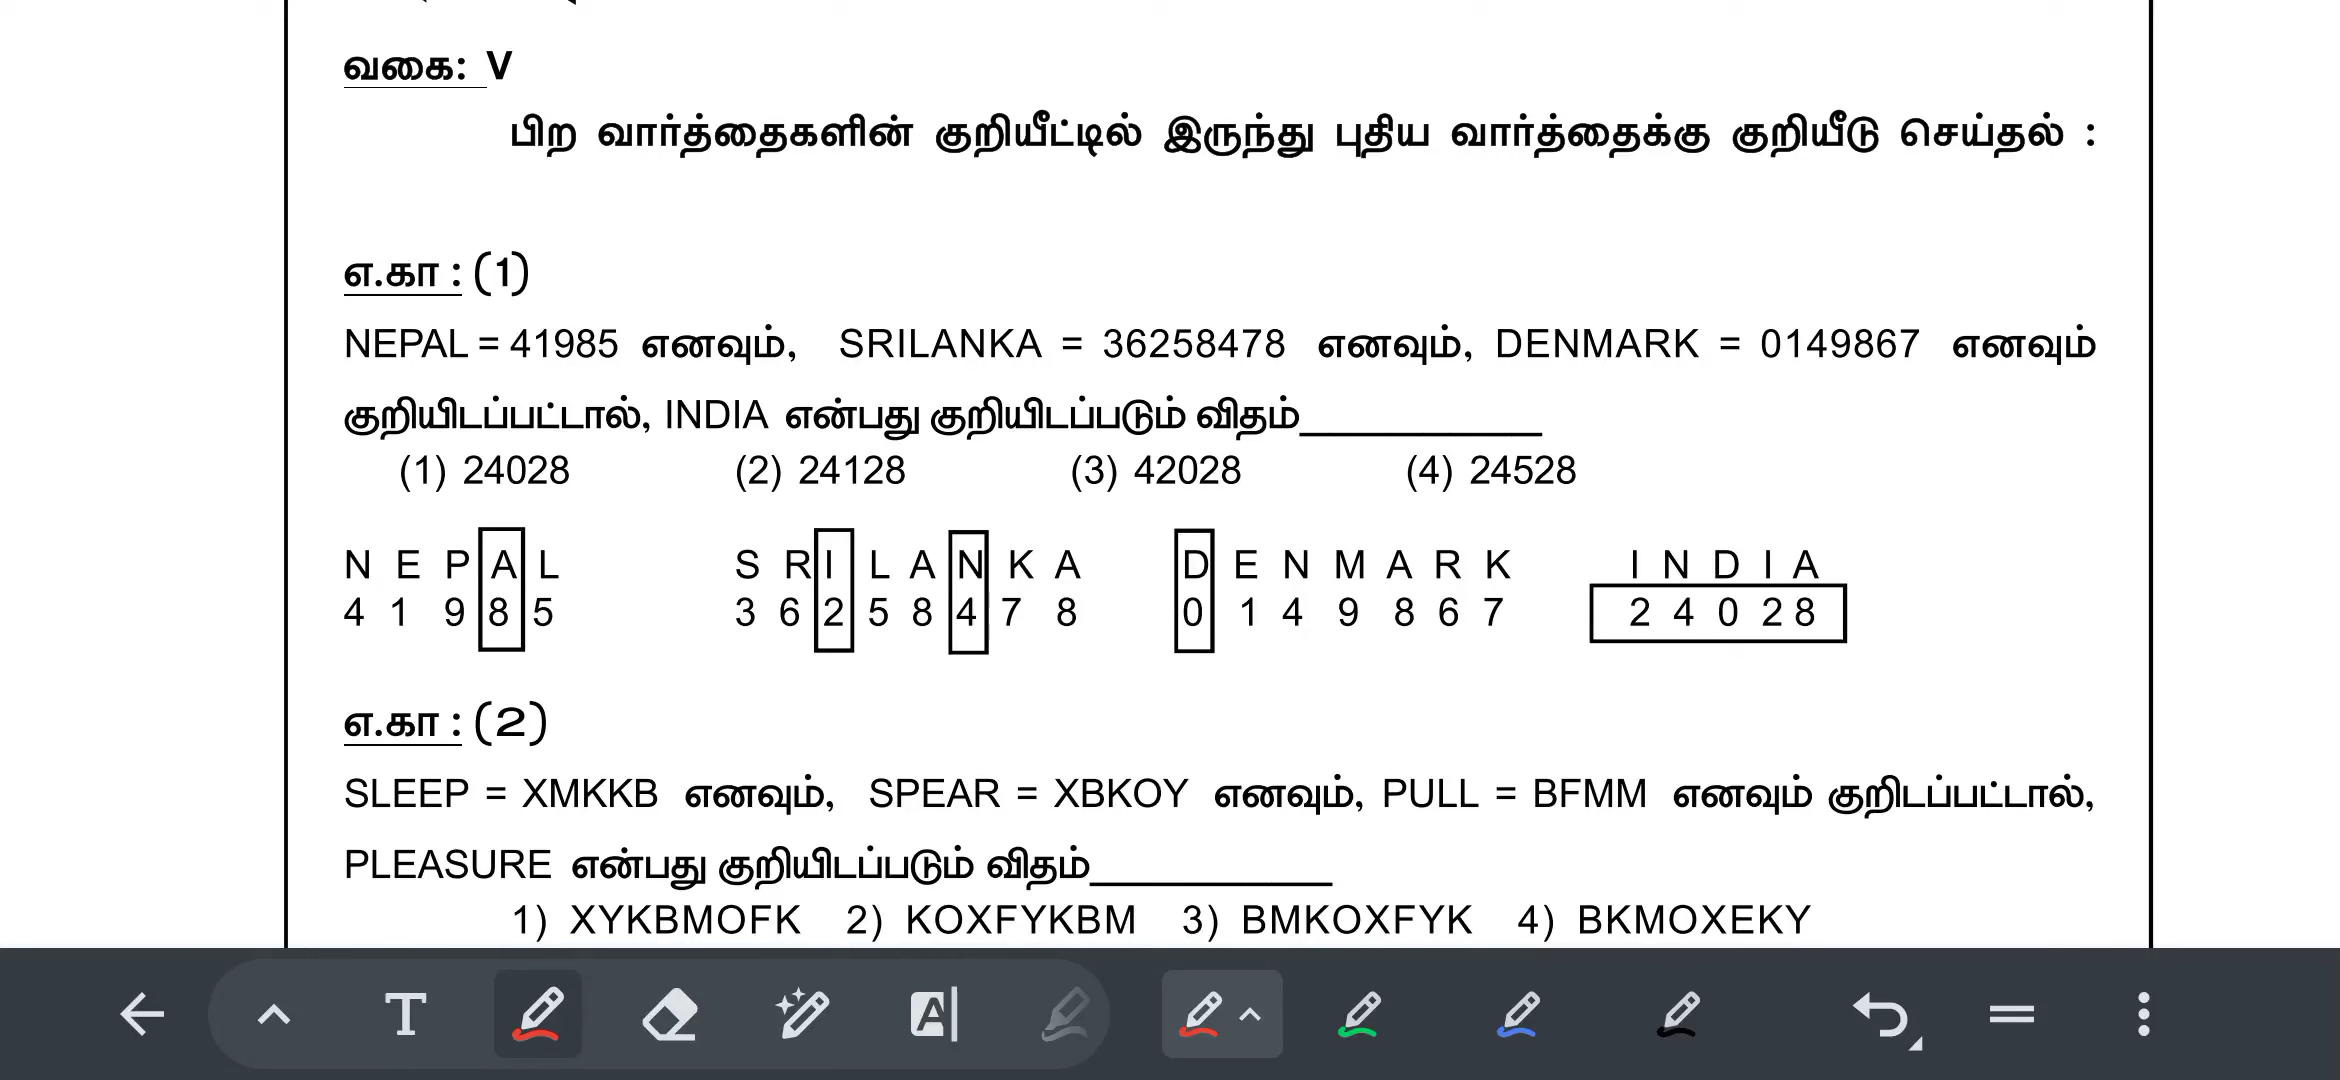 வகை: V
பிற வார்த்தைகளின் குறியீட்டில் இருந்து புதிய வார்த்தைக்கு குறியீடு செய்தல் :
எ.கா : (1)
NEPAL = 41985 எனவும், SRILANKA = 36258478 எனவும், DENMARK = 0149867 எனவும்
குறியிடப்பட்டால், INDIA என்பது குறியிடப்படும் விதம்___________
(1) 24028 (2) 24128 (3) 42028 (4) 24528
N E P A L S R I L A N K A D E N M A R K I N D I A
4 1 9 8 5 3 6 2 5 8 4 7 8 0 1 4 9 8 6 7 2 4 0 2 8
எ.கா : (2)
SLEEP = XMKKB எனவும், SPEAR = XBKOY எனவும், PULL = BFMM எனவும் குறிடப்பட்டால்,
PLEASURE என்பது குறியிடப்படும் விதம்___________
1) XYKBMOFK 2) KOXFYKBM 3) BMKOXFYK 4) BKMOXEKY